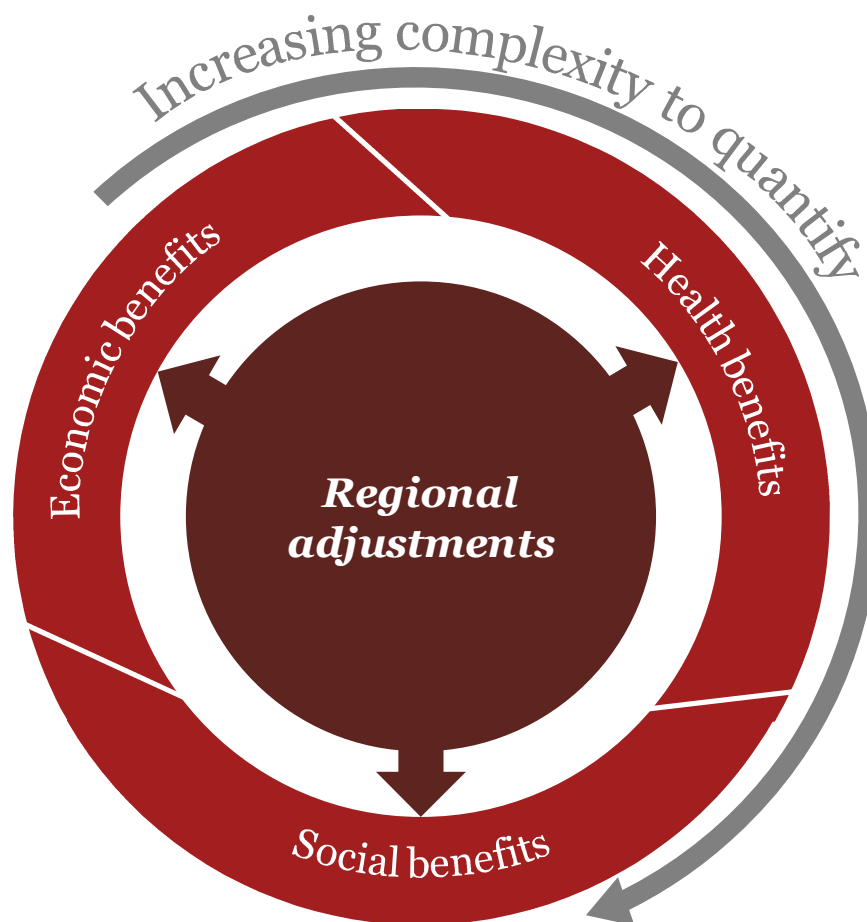 Increasing complexity to quantify
Economic benefits
Health benefits
Regional
adjustments
Social benefits